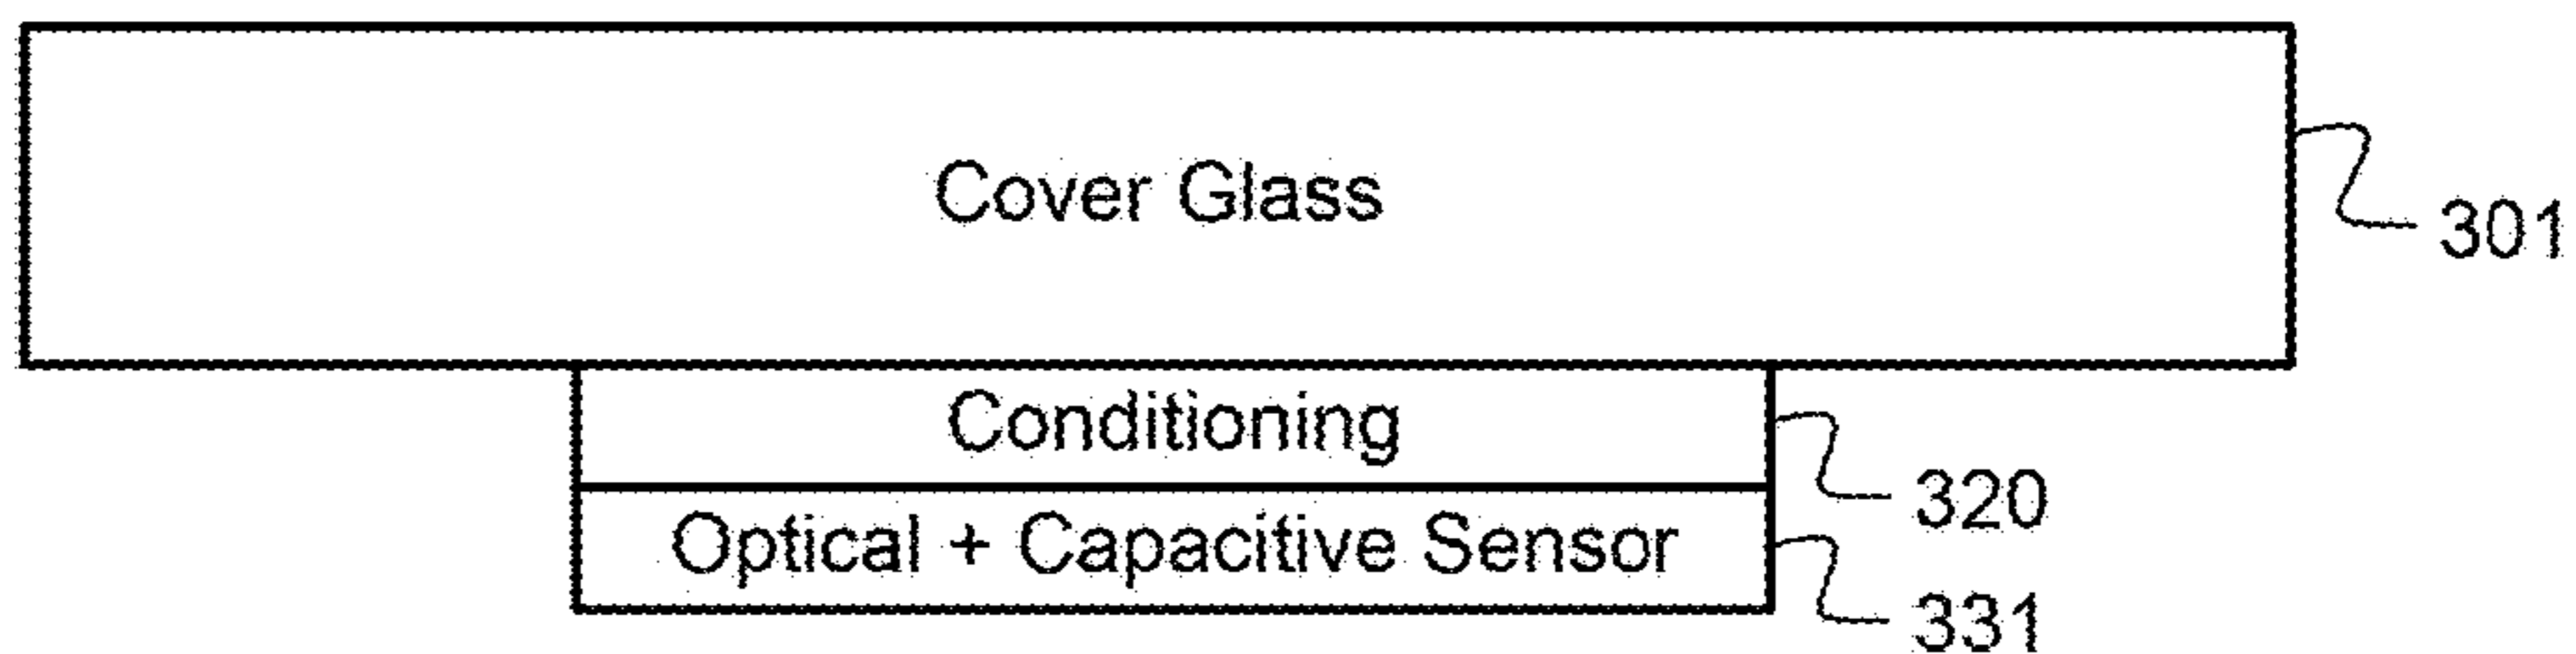 Cover Glass
301
Conditioning
320
Optical + Capacitive Sensor
331